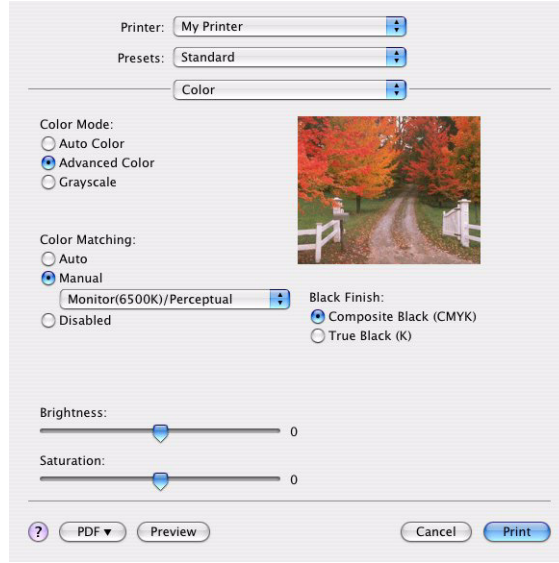 Printer: My Printer
Presets: Standard
Color
Color Mode:
Auto Color
Advanced Color
Grayscale
Color Matching:
Auto
Manual
Monitor(6500K)/Perceptual
Disabled
Black Finish:
Composite Black (CMYK)
True Black (K)
Brightness:
0
Saturation:
0
? PDF▼ Preview Cancel Print